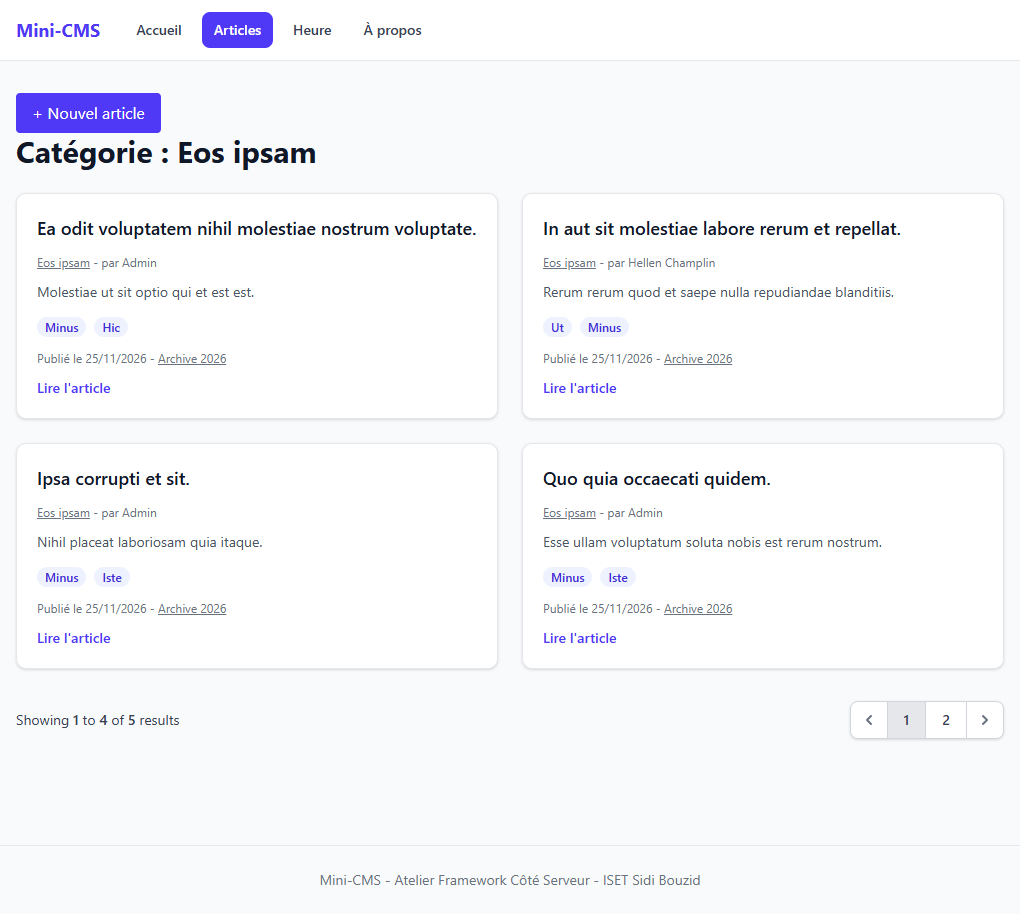 Mini-CMS Accueil Articles Heure À propos
+ Nouvel article
Catégorie : Eos ipsam
Ea odit voluptatem nihil molestiae nostrum voluptate.
Eos ipsam - par Admin
Molestiae ut sit optio qui et est est.
Minus Hic
Publié le 25/11/2026 - Archive 2026
Lire l'article
In aut sit molestiae labore rerum et repellat.
Eos ipsam - par Hellen Champlin
Rerum rerum quod et saepe nulla repudiandae blanditiis.
Ut Minus
Publié le 25/11/2026 - Archive 2026
Lire l'article
Ipsa corrupti et sit.
Eos ipsam - par Admin
Nihil placeat laboriosam quia itaque.
Minus Iste
Publié le 25/11/2026 - Archive 2026
Lire l'article
Quo quia occaecati quidem.
Eos ipsam - par Admin
Esse ullam voluptatum soluta nobis est rerum nostrum.
Minus Iste
Publié le 25/11/2026 - Archive 2026
Lire l'article
Showing 1 to 4 of 5 results
1 2
Mini-CMS - Atelier Framework Côté Serveur - ISET Sidi Bouzid